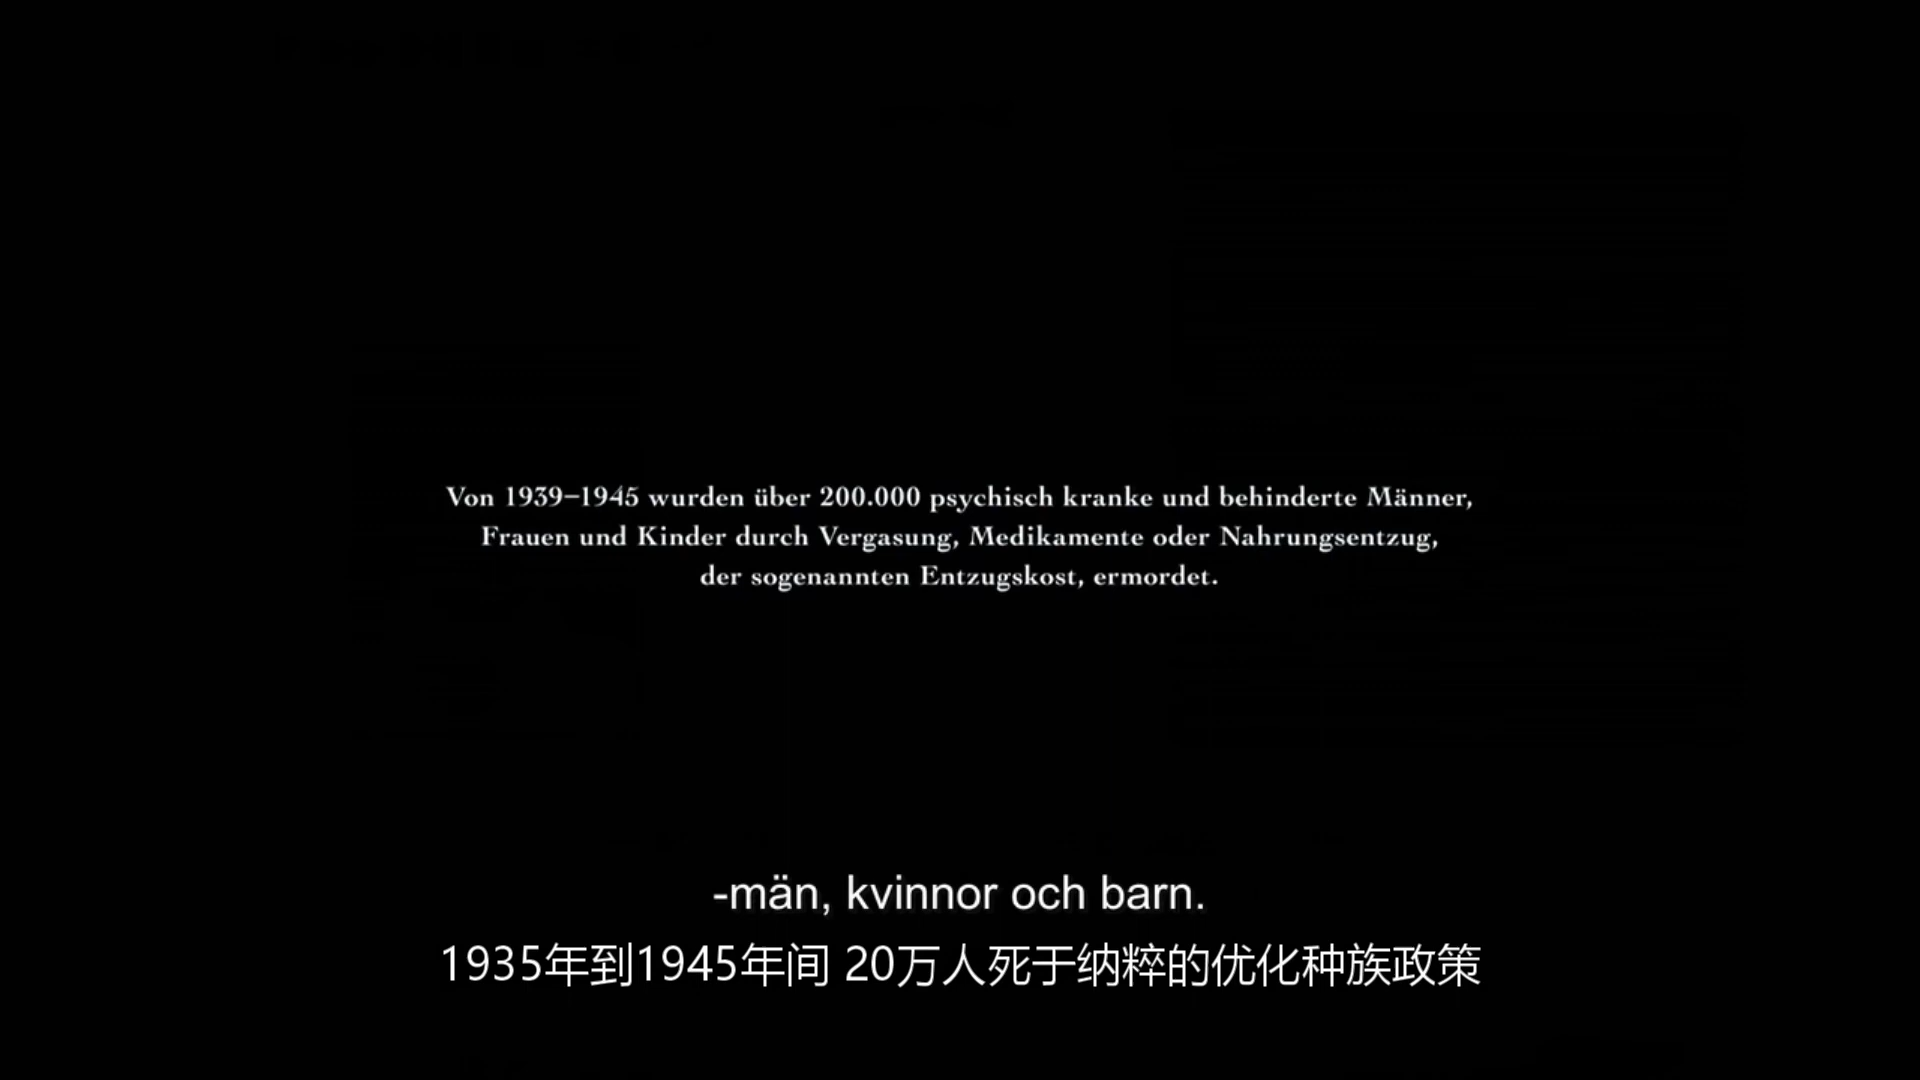 Von 1939–1945 wurden über 200.000 psychisch kranke und behinderte Männer,
Frauen und Kinder durch Vergasung, Medikamente oder Nahrungsentzug,
der sogenannten Entzugskost, ermordet.
-män, kvinnor och barn.
1935年到1945年间 20万人死于纳粹的优化种族政策